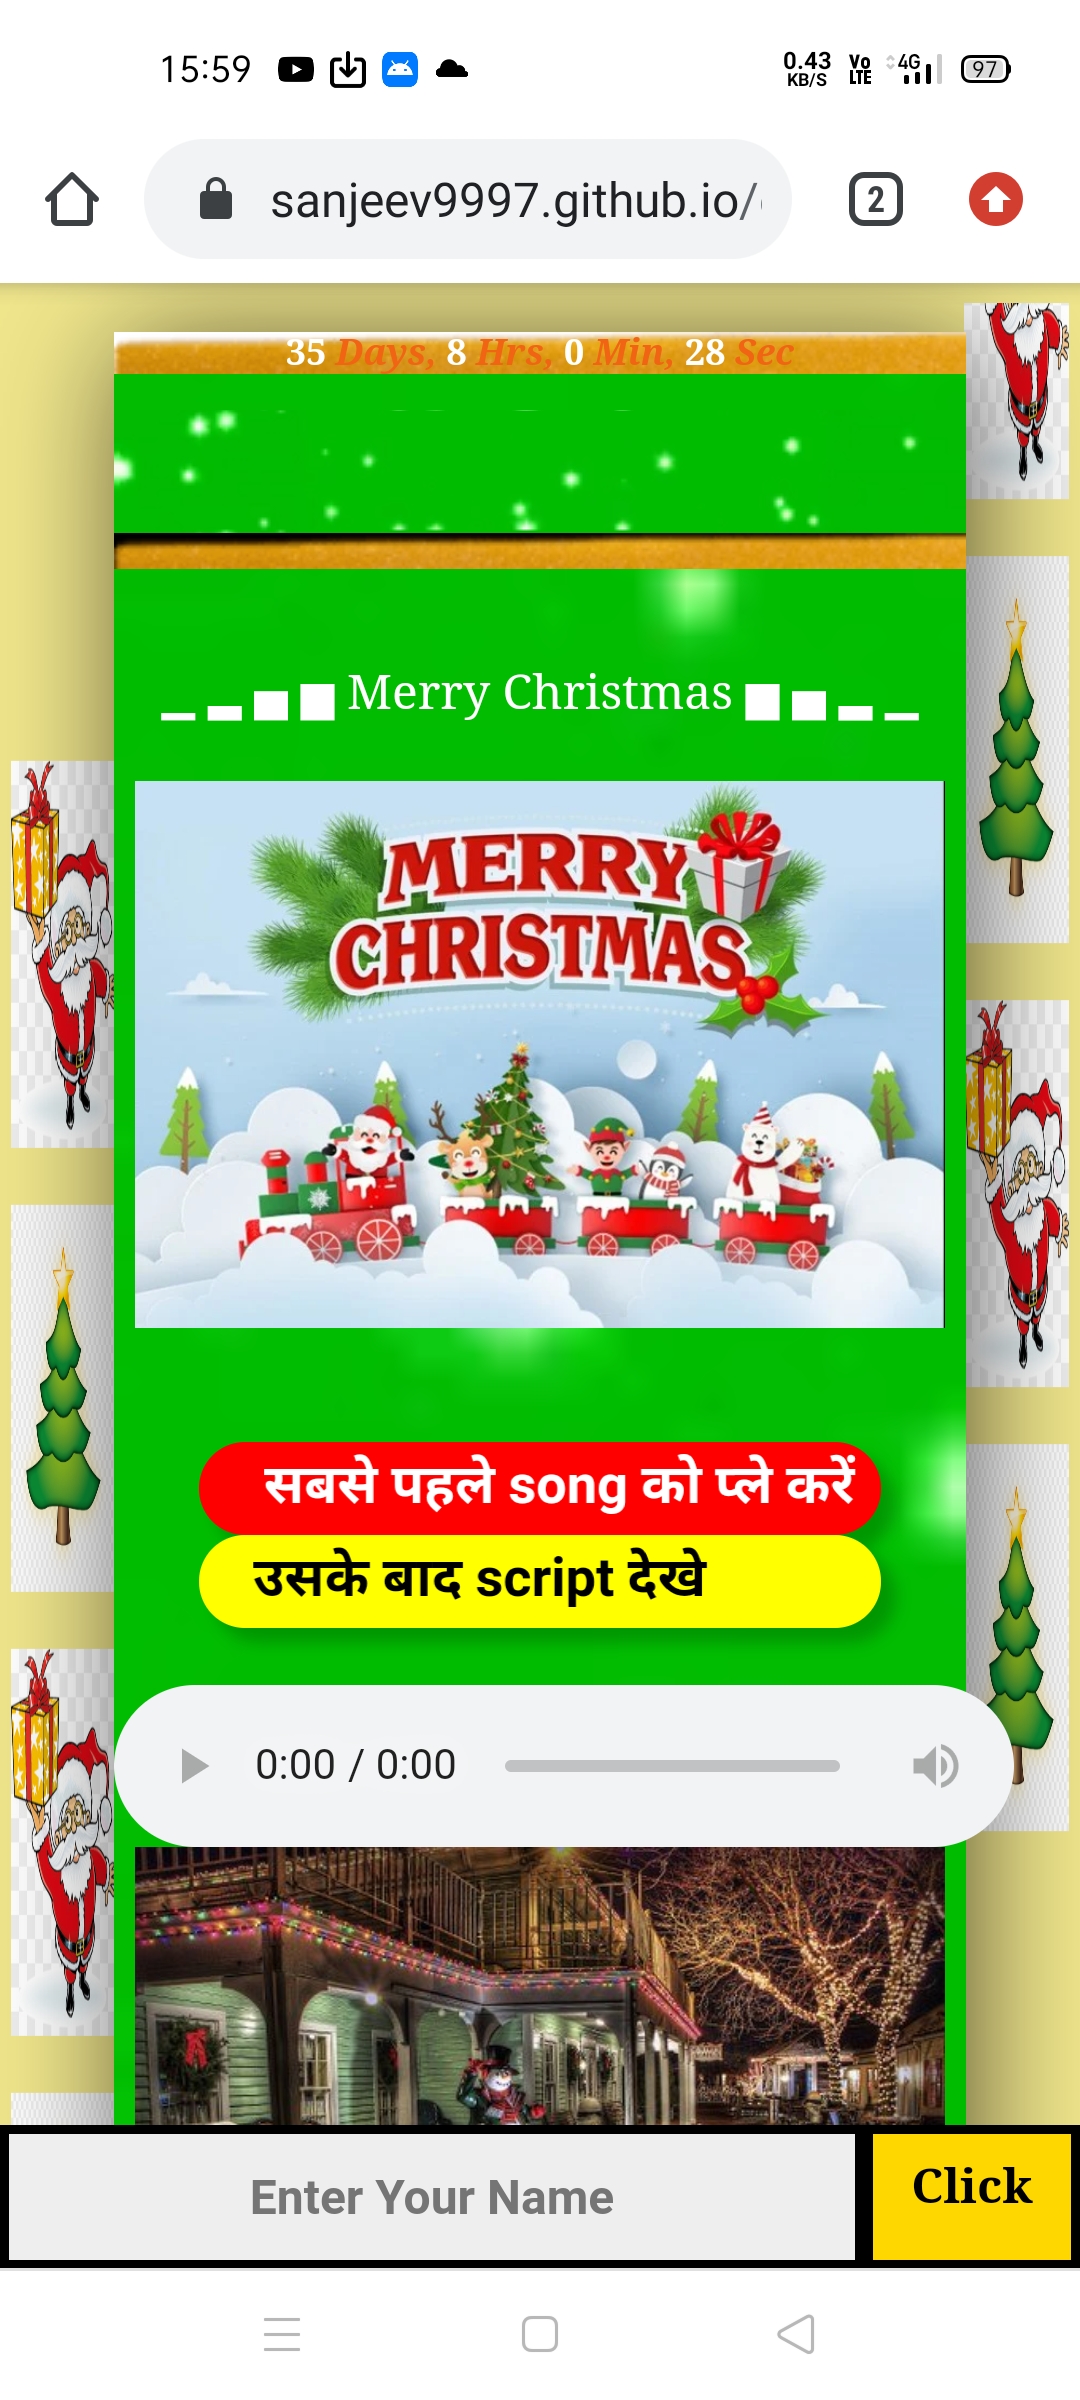 15:59
0.43 KB/S Vo LTE 4G 97
sanjeev9997.github.io/
2
35 Days, 8 Hrs, 0 Min, 28 Sec
▁ ▂ ▄ ▅ Merry Christmas ▅ ▄ ▂ ▁
MERRY
CHRISTMAS
सबसे पहले song को प्ले करें
उसके बाद script देखे
0:00 / 0:00
Enter Your Name
Click